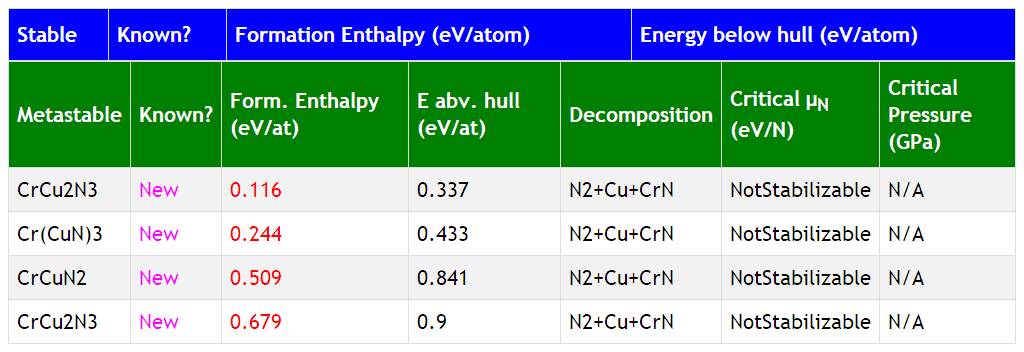 Stable Known? Formation Enthalpy (eV/atom) Energy below hull (eV/atom)
Metastable Known? Form. Enthalpy (eV/at) E abv. hull (eV/at) Decomposition Critical μN (eV/N) Critical Pressure (GPa)
CrCu2N3 New 0.116 0.337 N2+Cu+CrN NotStabilizable N/A
Cr(CuN)3 New 0.244 0.433 N2+Cu+CrN NotStabilizable N/A
CrCuN2 New 0.509 0.841 N2+Cu+CrN NotStabilizable N/A
CrCu2N3 New 0.679 0.9 N2+Cu+CrN NotStabilizable N/A